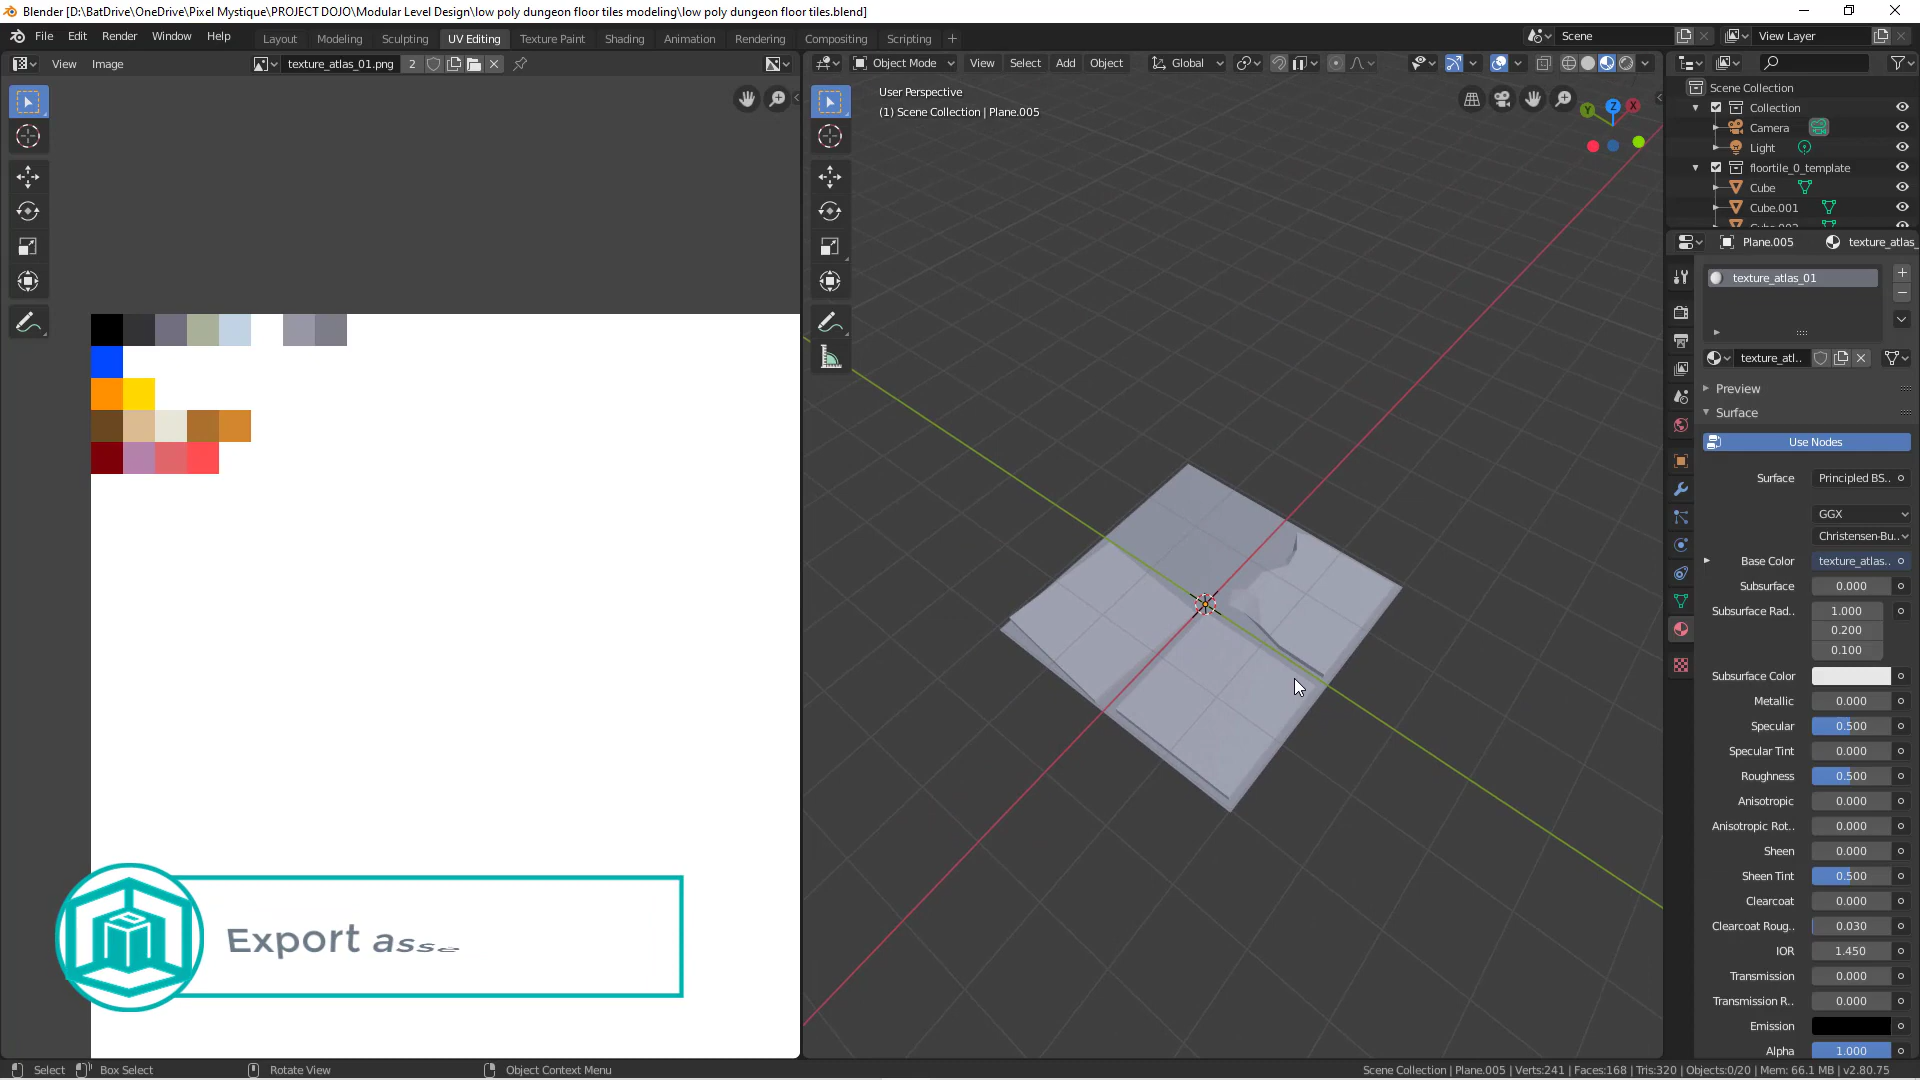 Blender [D:\BatDrive\OneDrive\Pixel Mystique\PROJECT DOJO\Modular Level Design\low poly dungeon floor tiles modeling\low poly dungeon floor tiles.blend]
File Edit Render Window Help
Layout Modeling Sculpting UV Editing Texture Paint Shading Animation Rendering Compositing Scripting
Scene
View Layer
View Image
texture_atlas_01.png 2
Object Mode View Select Add Object Global
User Perspective
(1) Scene Collection | Plane.005
Z
Y
X
Scene Collection
Collection
Camera
Light
floortile_0_template
Cube
Cube.001
Plane.005
texture_atlas_
texture_atlas_01
texture_atl..
Preview
Surface
Use Nodes
Surface Principled BS..
GGX
Christensen-Bu..
Base Color texture_atlas..
Subsurface 0.000
Subsurface Rad.. 1.000
0.200
0.100
Subsurface Color
Metallic 0.000
Specular 0.500
Specular Tint 0.000
Roughness 0.500
Anisotropic 0.000
Anisotropic Rot.. 0.000
Sheen 0.000
Sheen Tint 0.500
Clearcoat 0.000
Clearcoat Roug.. 0.030
IOR 1.450
Transmission 0.000
Transmission R.. 0.000
Emission
Alpha 1.000
Export asse
Select Box Select Rotate View Object Context Menu
Scene Collection | Plane.005 | Verts:241 | Faces:168 | Tris:320 | Objects:0/20 | Mem: 66.1 MB | v2.80.75